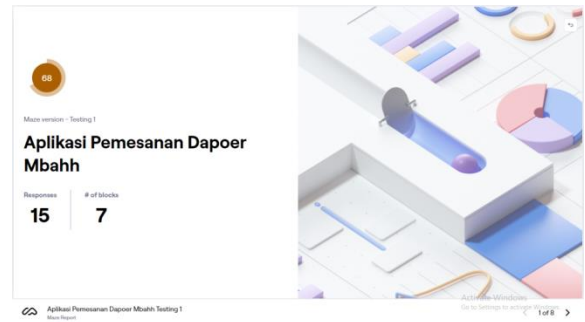 68
Maze version - Testing 1
Aplikasi Pemesanan Dapoer
Mbahh
Responses
# of blocks
15
7
Activate Windows
Go to Settings to activate Windows.
Aplikasi Pemesanan Dapoer Mbahh Testing 1
Maze Report
1 of 8